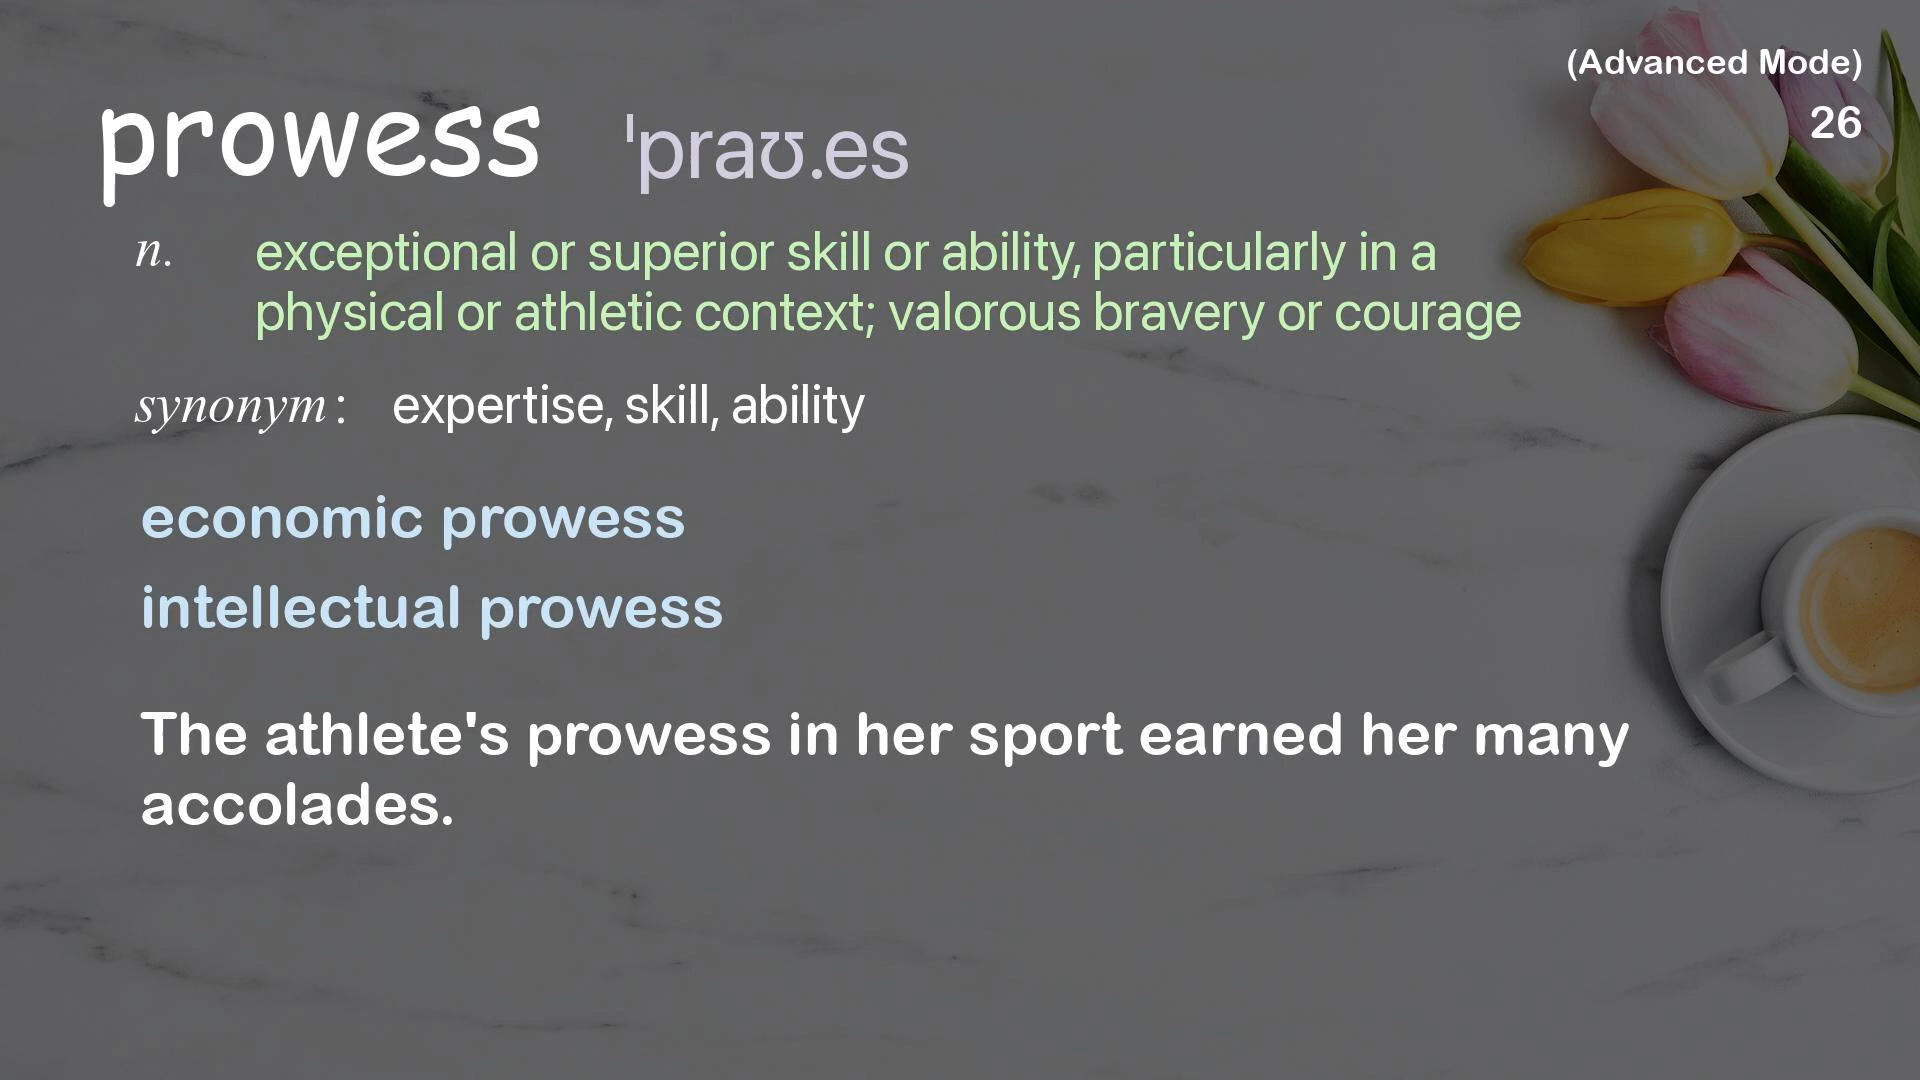 (Advanced Mode)
26
prowess ˈpraʊ.es
n. exceptional or superior skill or ability, particularly in a
physical or athletic context; valorous bravery or courage
synonym: expertise, skill, ability
economic prowess
intellectual prowess
The athlete's prowess in her sport earned her many
accolades.